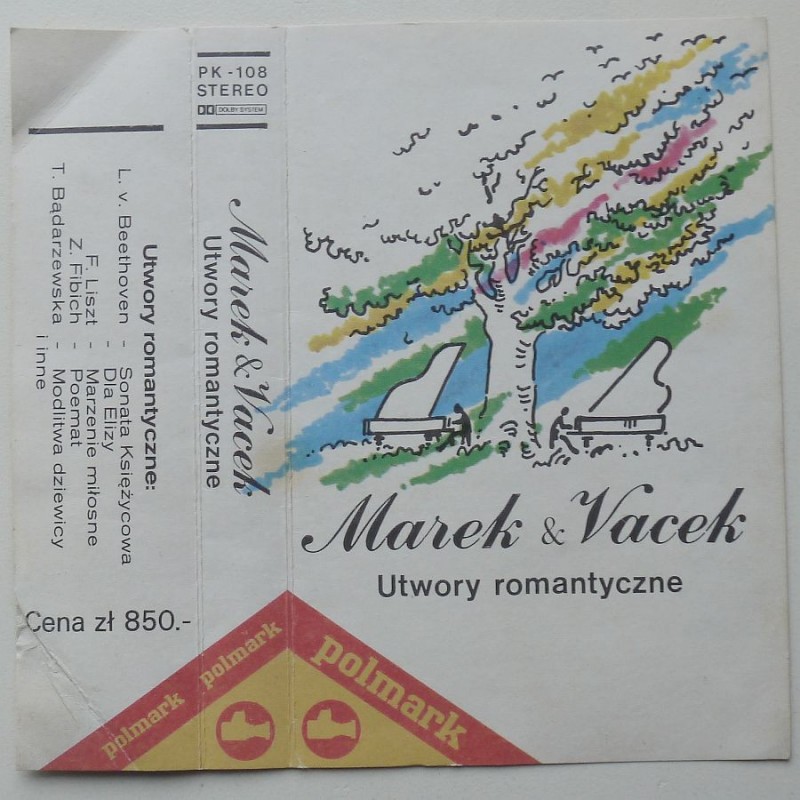 Utwory romantyczne:
L. v. Beethoven - Sonata Księżycowa
Dla Elizy
F. Liszt - Marzenie miłosne
Z. Fibich - Poemat
T. Bądarzewska - Modlitwa dziewicy
i inne
Cena zł 850.-
polmark
PK-108
STEREO
DOLBY SYSTEM
Marek & Vacek
Utwory romantyczne
polmark
Marek & Vacek
Utwory romantyczne
polmark